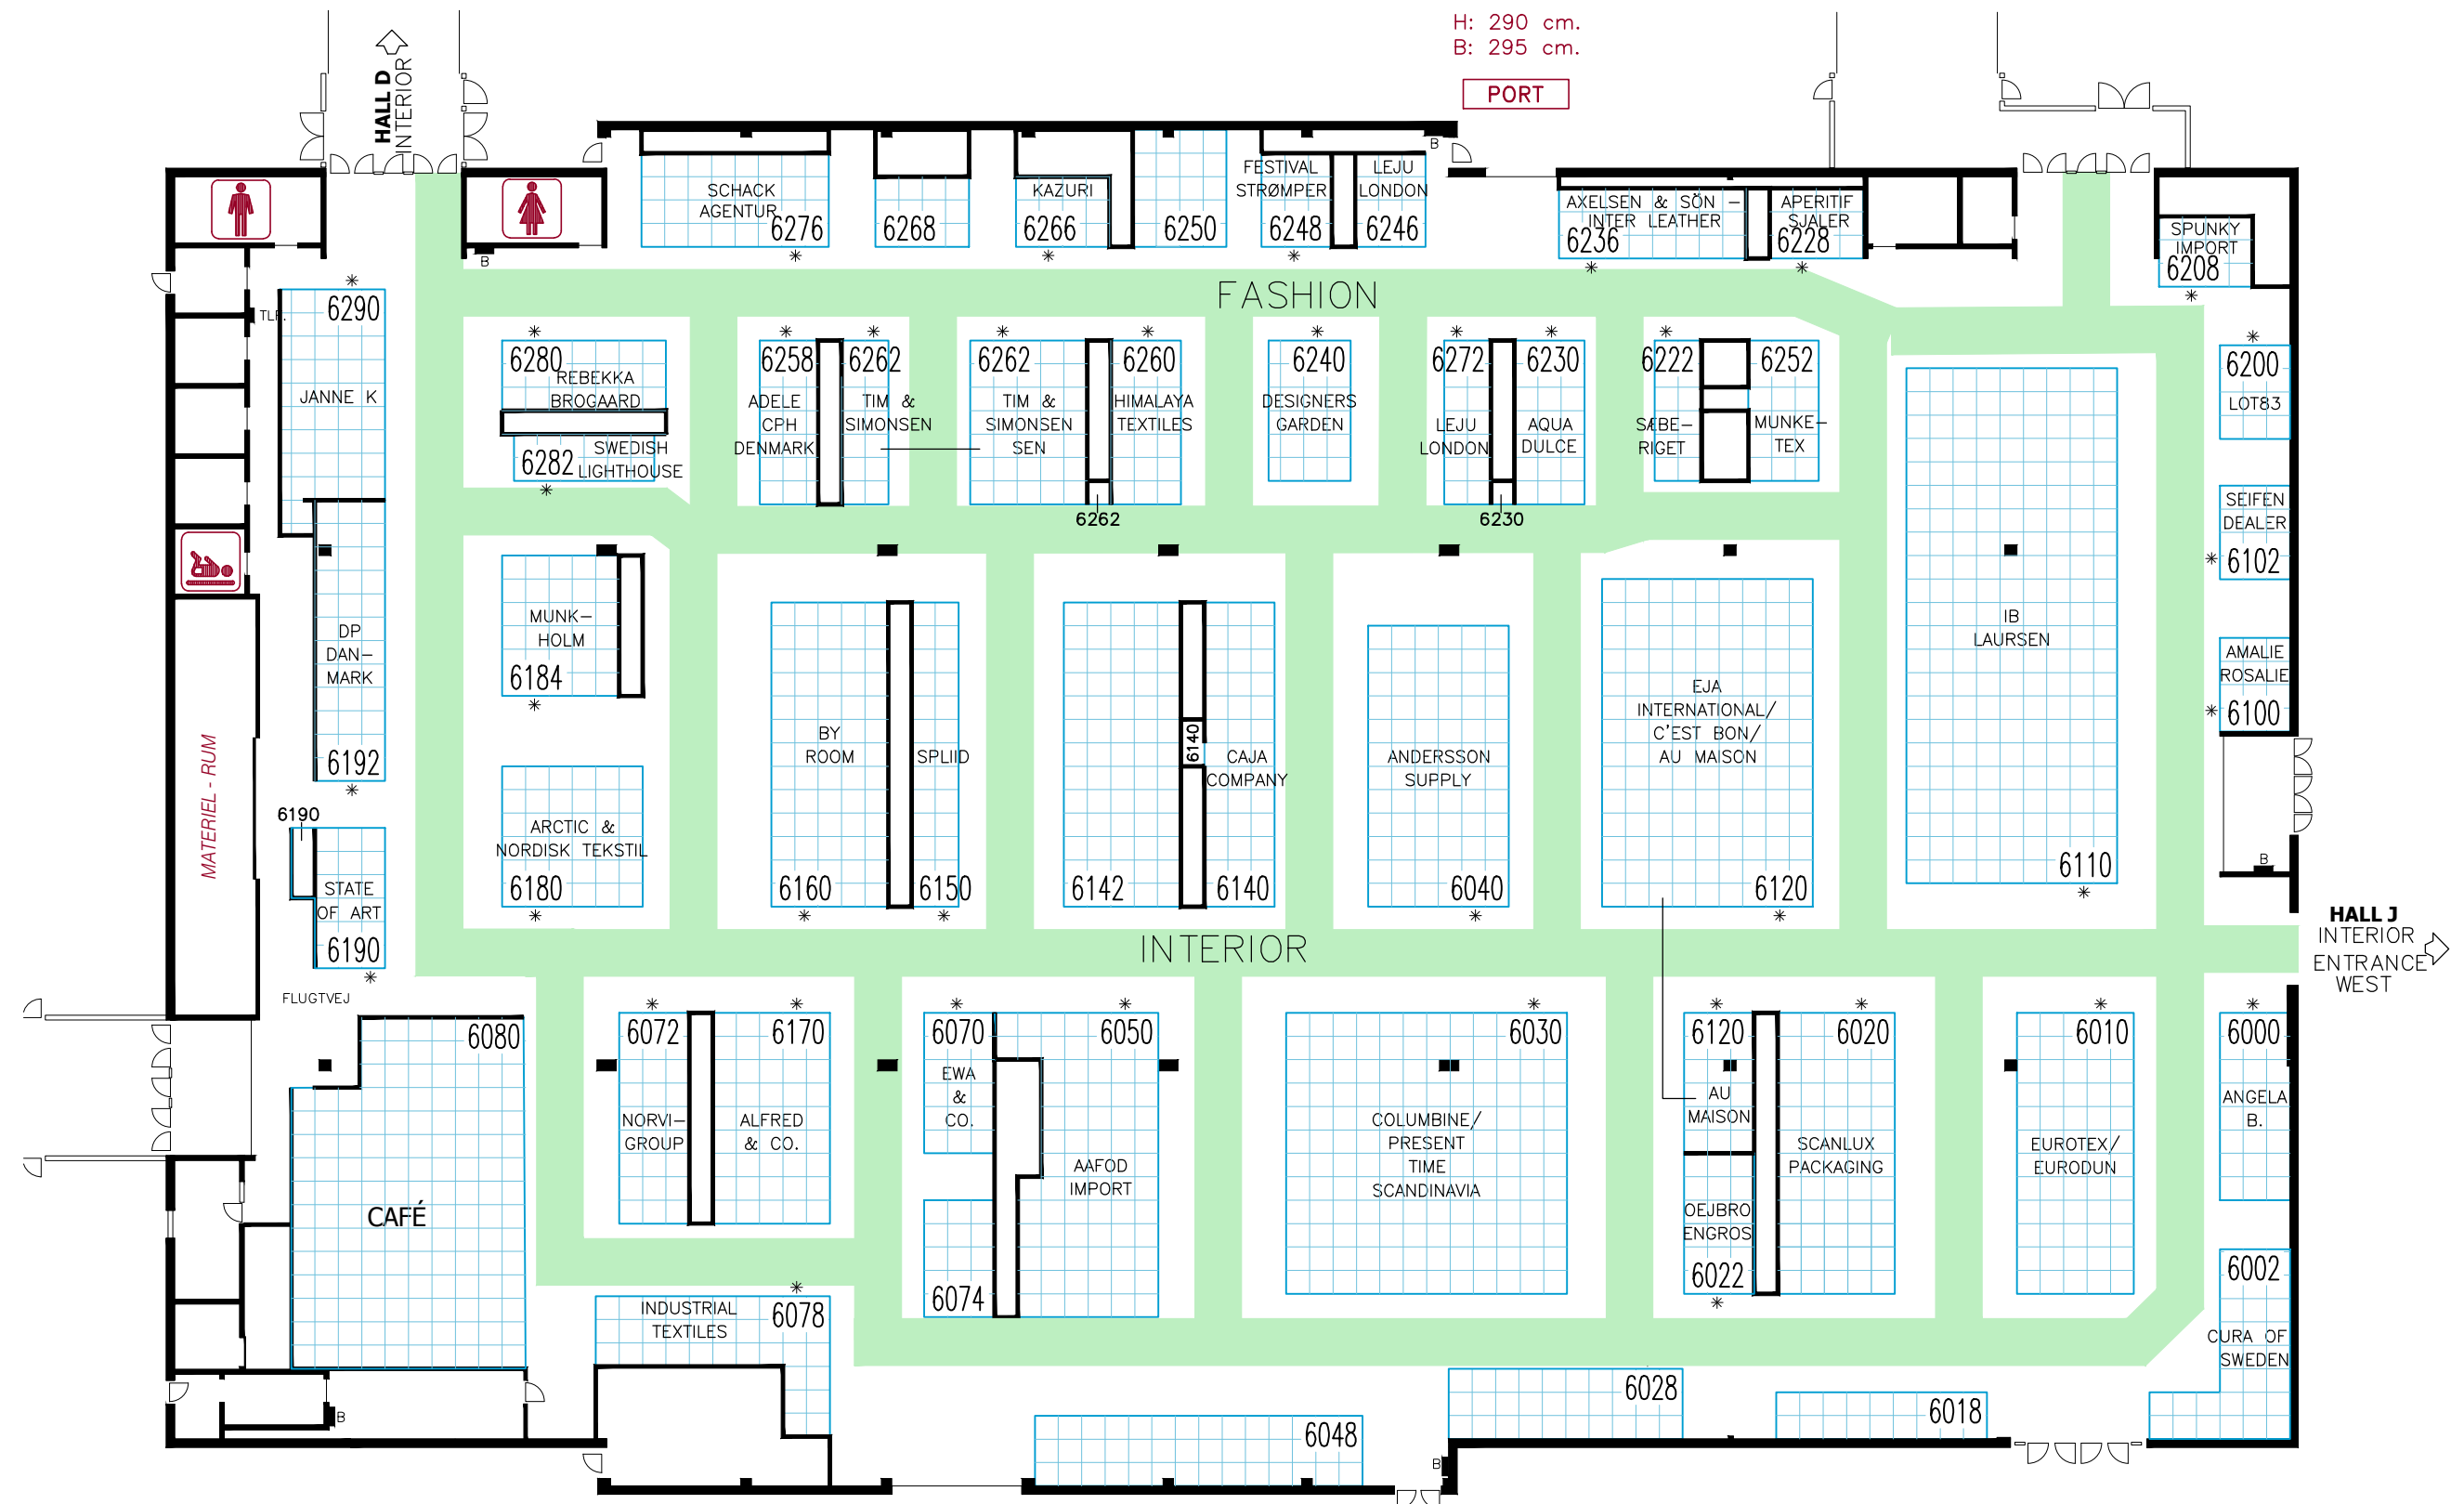 H: 290 cm.
B: 295 cm.
PORT
HALL D
INTERIOR
B
SCHACK
AGENTUR
6276
6268
KAZURI
6266
6250
FESTIVAL
STRØMPER
6248
LEJU
LONDON
6246
B
AXELSEN & SÖN -
INTER LEATHER
6236
APERITIF
SJALER
6228
SPUNKY
IMPORT
6208
FASHION
TLF.
6290
JANNE K
6280
REBEKKA
BROGAARD
SWEDISH
6282
LIGHTHOUSE
6258
ADELE
CPH
DENMARK
6262
TIM &
SIMONSEN
6262
TIM &
SIMONSEN
SEN
6260
HIMALAYA
TEXTILES
6262
6240
DESIGNERS
GARDEN
6272
LEJU
LONDON
6230
AQUA
DULCE
6230
6222
SÆBE-
RIGET
6252
MUNKE-
TEX
6200
LOT83
SEIFEN
DEALER
6102
AMALIE
ROSALIE
6100
IB
LAURSEN
6110
DP
DAN-
MARK
6192
MUNK-
HOLM
6184
ARCTIC &
NORDISK TEKSTIL
6180
BY
ROOM
6160
SPLIID
6150
6142
6140
CAJA
COMPANY
6140
ANDERSSON
SUPPLY
6040
EJA
INTERNATIONAL/
C'EST BON/
AU MAISON
6120
MATERIEL - RUM
6190
STATE
OF ART
6190
FLUGTVEJ
INTERIOR
B
HALL J
INTERIOR
ENTRANCE
WEST
6080
CAFÉ
6072
NORVI-
GROUP
6170
ALFRED
& CO.
6070
EWA
&
CO.
6074
6050
AAFOD
IMPORT
6030
COLUMBINE/
PRESENT
TIME
SCANDINAVIA
6120
AU
MAISON
OEJBRO
ENGROS
6022
6020
SCANLUX
PACKAGING
6010
EUROTEX/
EURODUN
6000
ANGELA
B.
6002
CURA OF
SWEDEN
INDUSTRIAL
TEXTILES
6078
6048
6028
6018
B
B